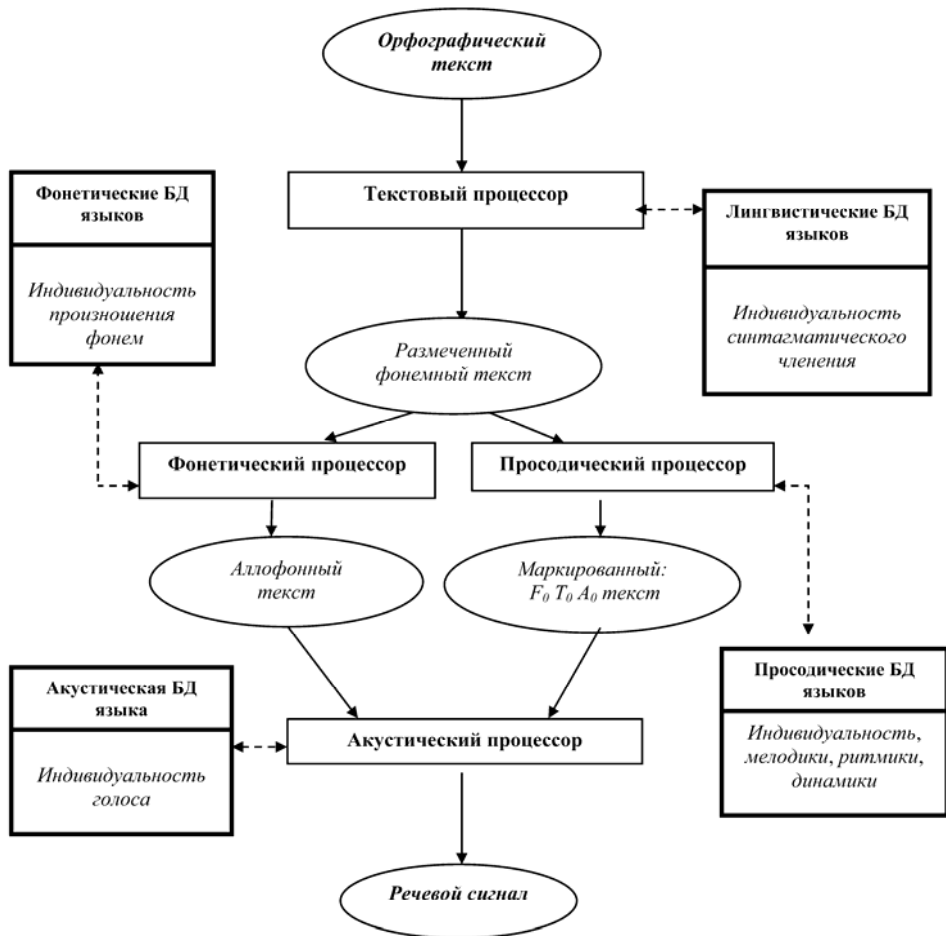 Орфографический
текст
Текстовый процессор
Фонетические БД
языков
Индивидуальность
произношения
фонем
Лингвистические БД
языков
Индивидуальность
синтагматического
членения
Размеченный
фонемный текст
Фонетический процессор
Просодический процессор
Аллофонный
текст
Маркированный:
F₀ T₀ A₀ текст
Акустическая БД
языка
Индивидуальность
голоса
Акустический процессор
Просодические БД
языков
Индивидуальность,
мелодики, ритмики,
динамики
Речевой сигнал